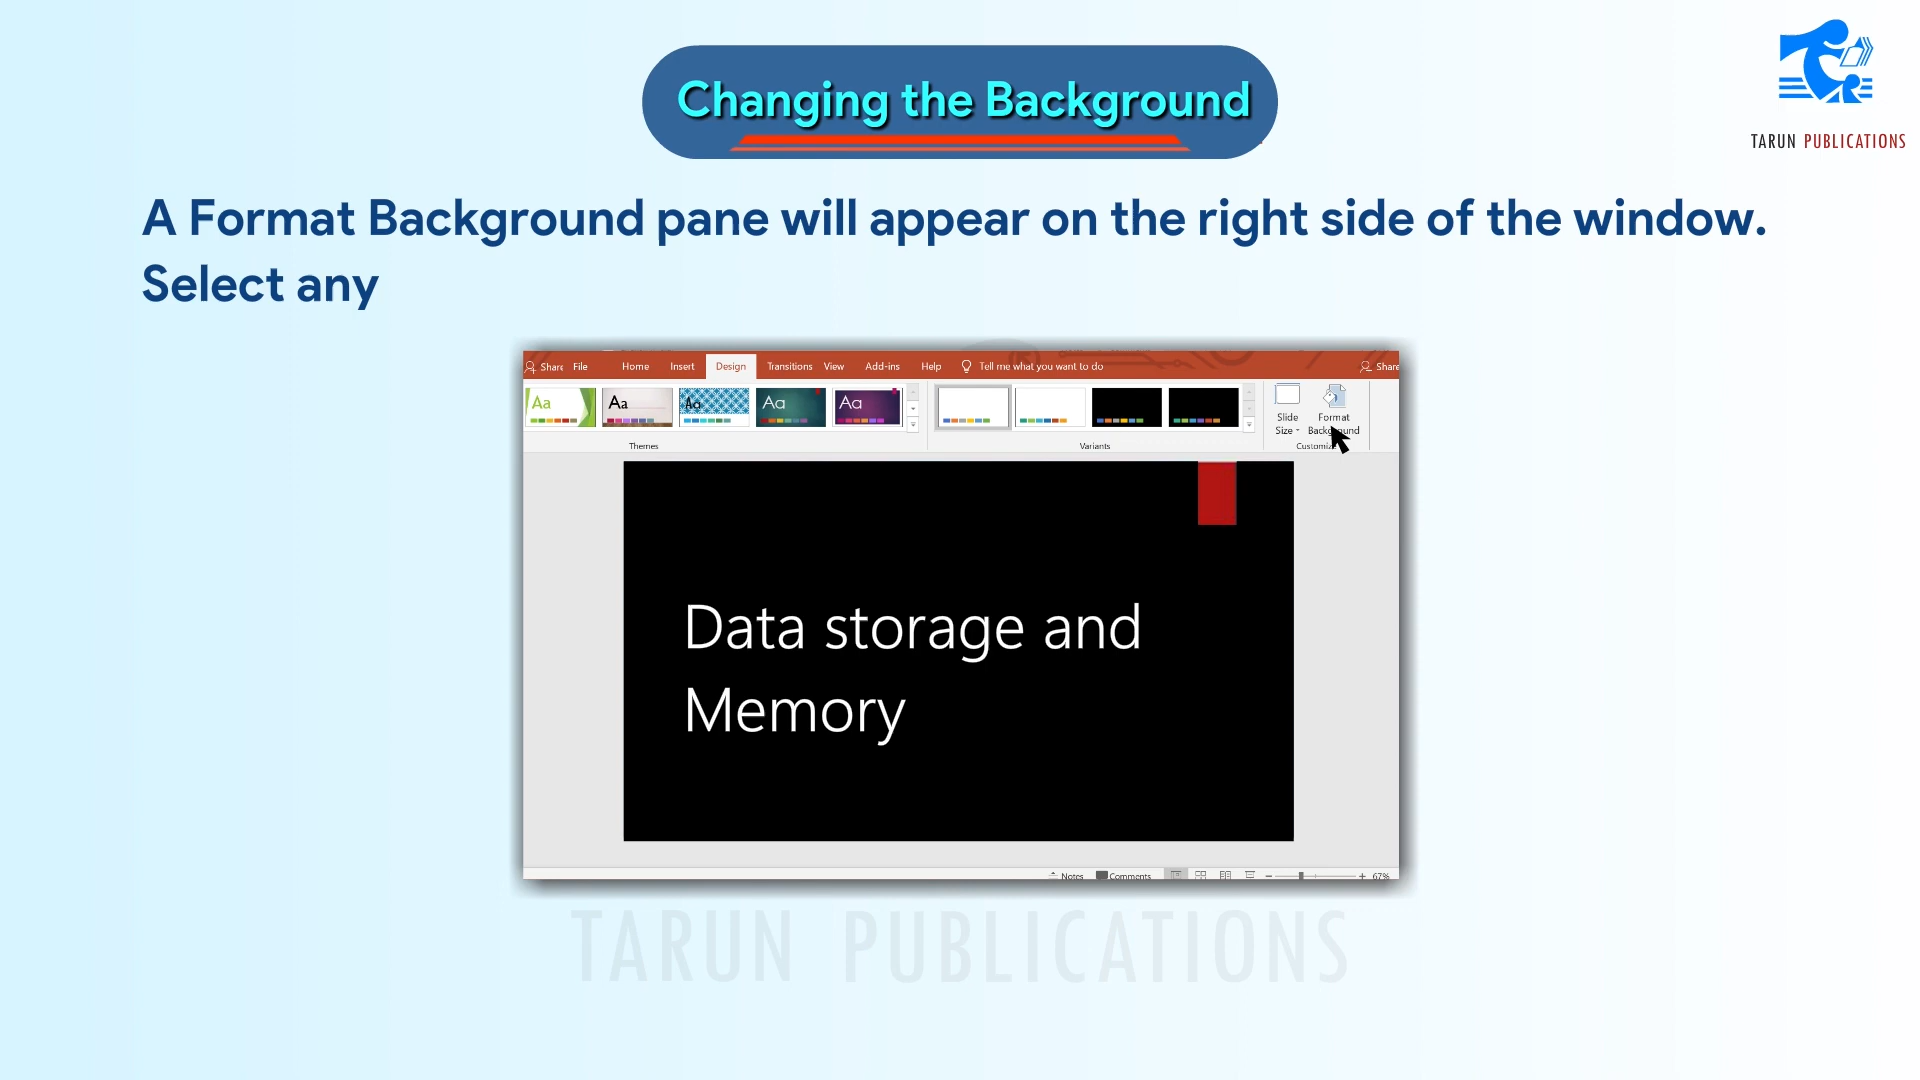 Changing the Background
TARUN PUBLICATIONS
A Format Background pane will appear on the right side of the window.
Select any
Share File Home Insert Design Transitions View Add-ins Help Tell me what you want to do Share
Aa Aa Aa Aa Aa
Slide Size
Format Background
Themes Variants Customize
Data storage and
Memory
Notes Comments 67%
TARUN PUBLICATIONS